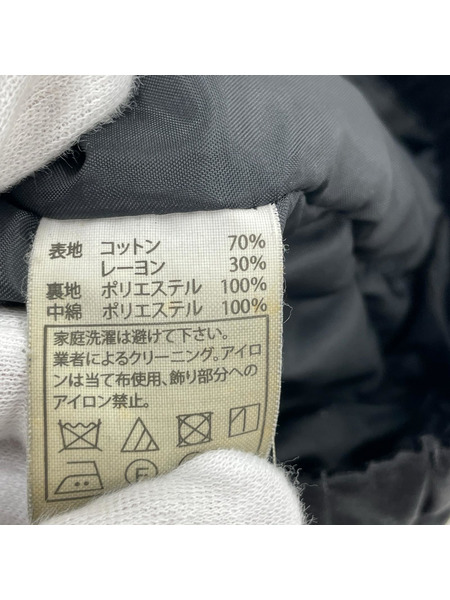 表地 コットン 70%
レーヨン 30%
裏地 ポリエステル 100%
中綿 ポリエステル 100%
家庭洗濯は避けて下さい。
業者によるクリーニング。アイロ
ンは当て布使用、飾り部分への
アイロン禁止。